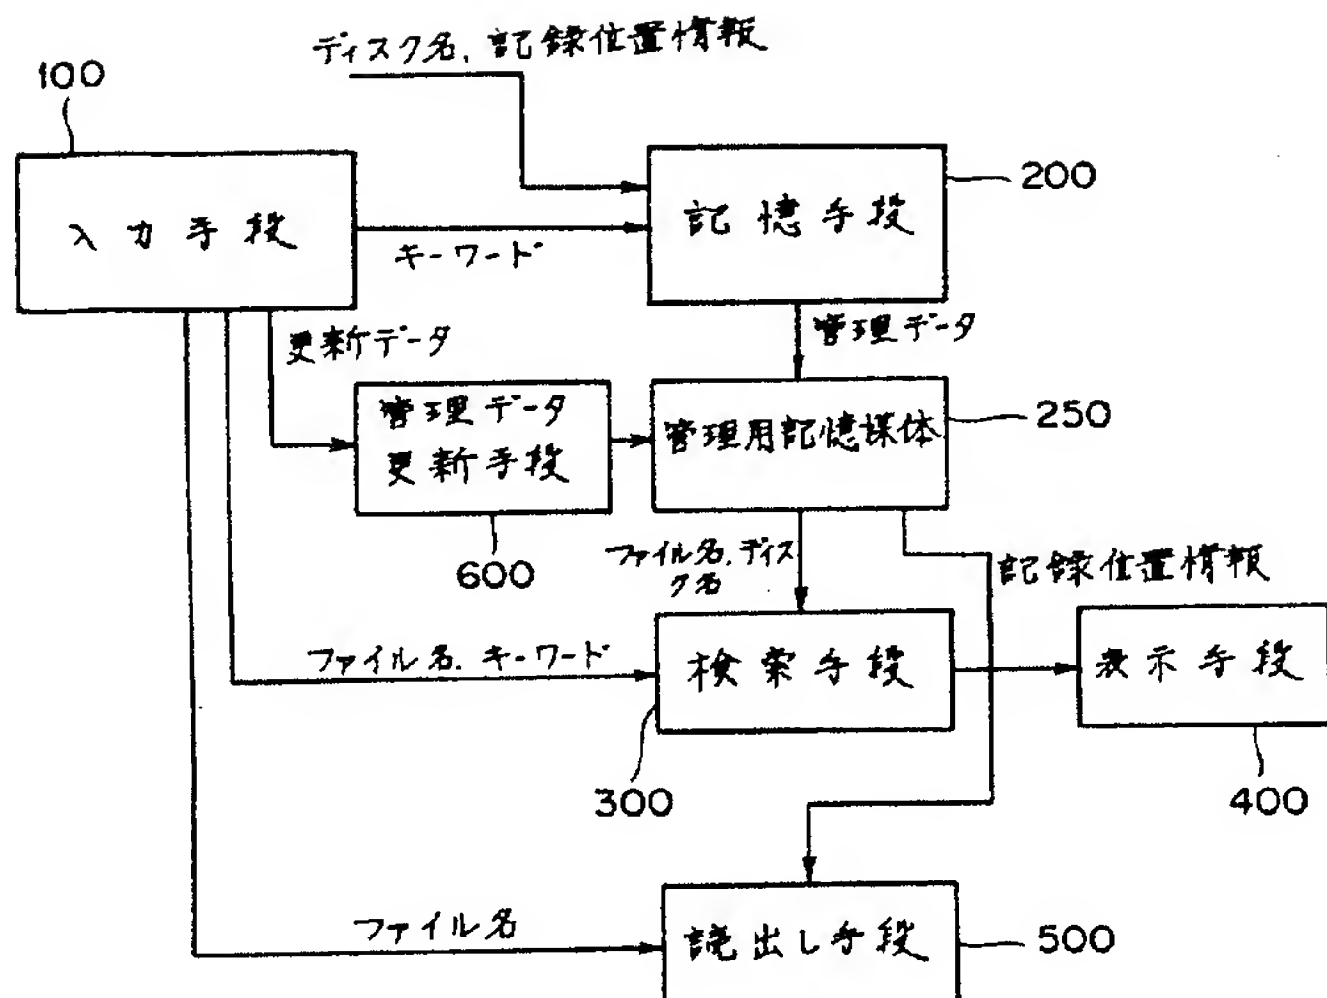 ディスク名, 記録位置情報
100
入力手段
キーワード
記憶手段
200
更新データ
管理データ
管理データ
更新手段
600
管理用記憶媒体
250
ファイル名, ディス
ク名
記録位置情報
ファイル名, キーワード
検索手段
300
表示手段
400
ファイル名
読出し手段
500